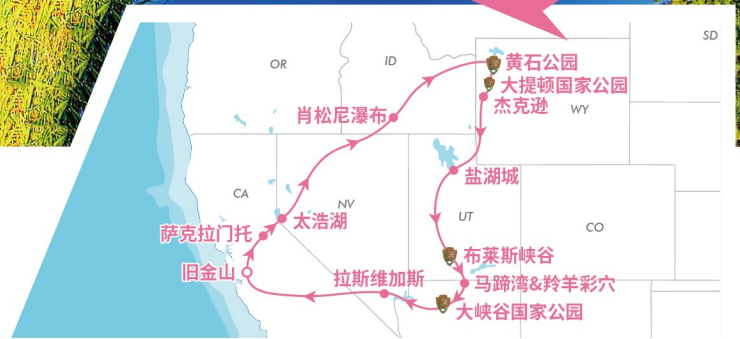 SD
OR
ID
黄石公园
大提顿国家公园
杰克逊
WY
肖松尼瀑布
盐湖城
CA
NV
太浩湖
UT
CO
萨克拉门托
旧金山
拉斯维加斯
布莱斯峡谷
马蹄湾&羚羊彩穴
大峡谷国家公园